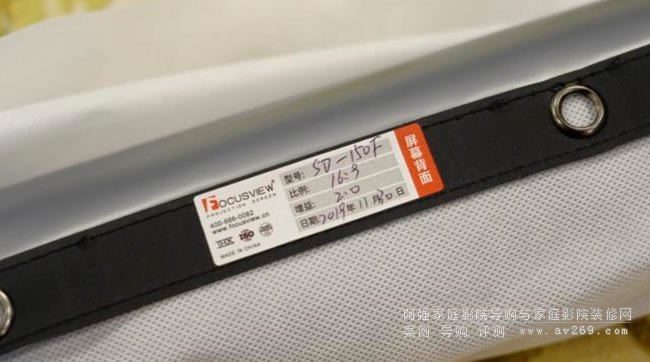 FOCUSVIEW®
PROJECTION SCREEN
400-686-0082
www.focusview.cn
THX ISO
MADE IN CHINA
型号: SD-150F
比例: 16:9
增益: 2.0
日期: 2019年11月30日
屏幕背面
阿强家庭影院导购与家庭影院装修网
案例 导购 评测 www.av269.com